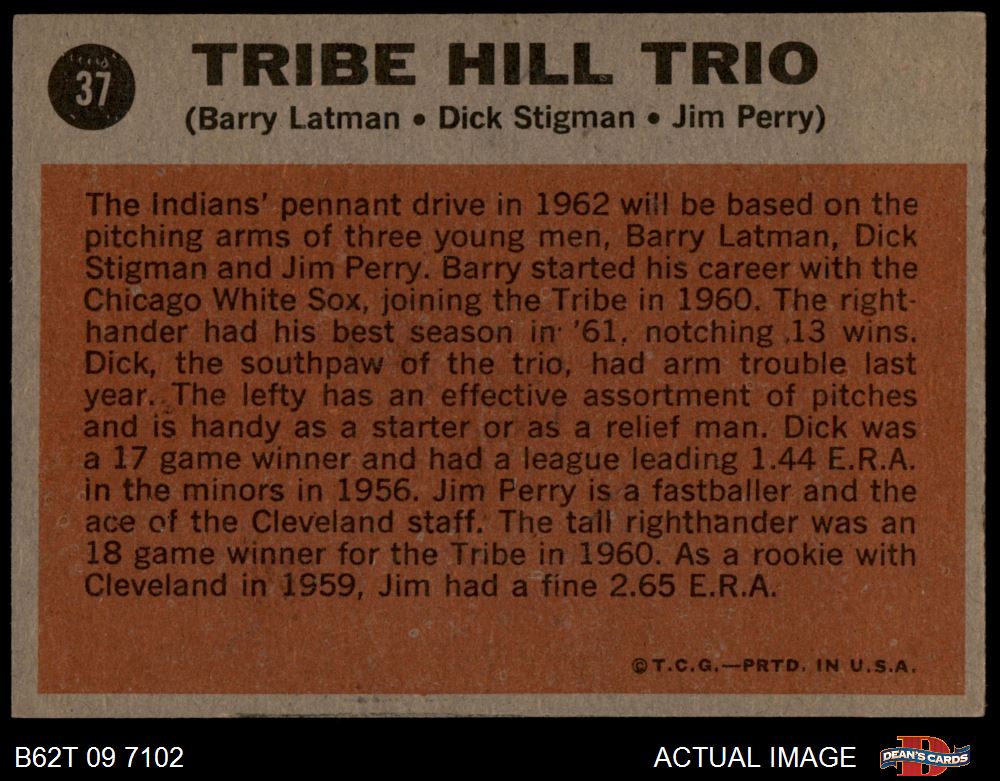 37
TRIBE HILL TRIO
(Barry Latman • Dick Stigman • Jim Perry)
The Indians' pennant drive in 1962 will be based on the
pitching arms of three young men, Barry Latman, Dick
Stigman and Jim Perry. Barry started his career with the
Chicago White Sox, joining the Tribe in 1960. The right-
hander had his best season in '61, notching 13 wins.
Dick, the southpaw of the trio, had arm trouble last
year. The lefty has an effective assortment of pitches
and is handy as a starter or as a relief man. Dick was
a 17 game winner and had a league leading 1.44 E.R.A.
in the minors in 1956. Jim Perry is a fastballer and the
ace of the Cleveland staff. The tall righthander was an
18 game winner for the Tribe in 1960. As a rookie with
Cleveland in 1959, Jim had a fine 2.65 E.R.A.
©T.C.G.—PRTD. IN U.S.A.
B62T 09 7102
ACTUAL IMAGE
D
DEAN'S CARDS